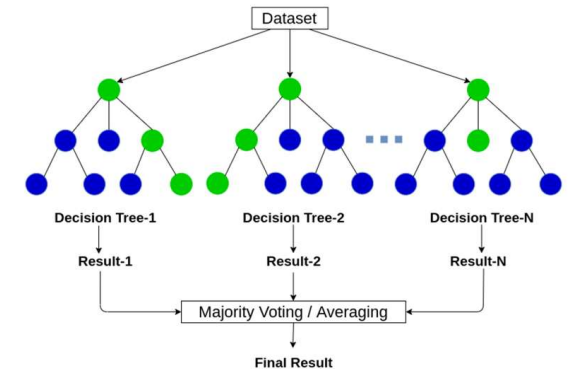 Dataset
Decision Tree-1
Decision Tree-2
Decision Tree-N
Result-1
Result-2
Result-N
Majority Voting / Averaging
Final Result